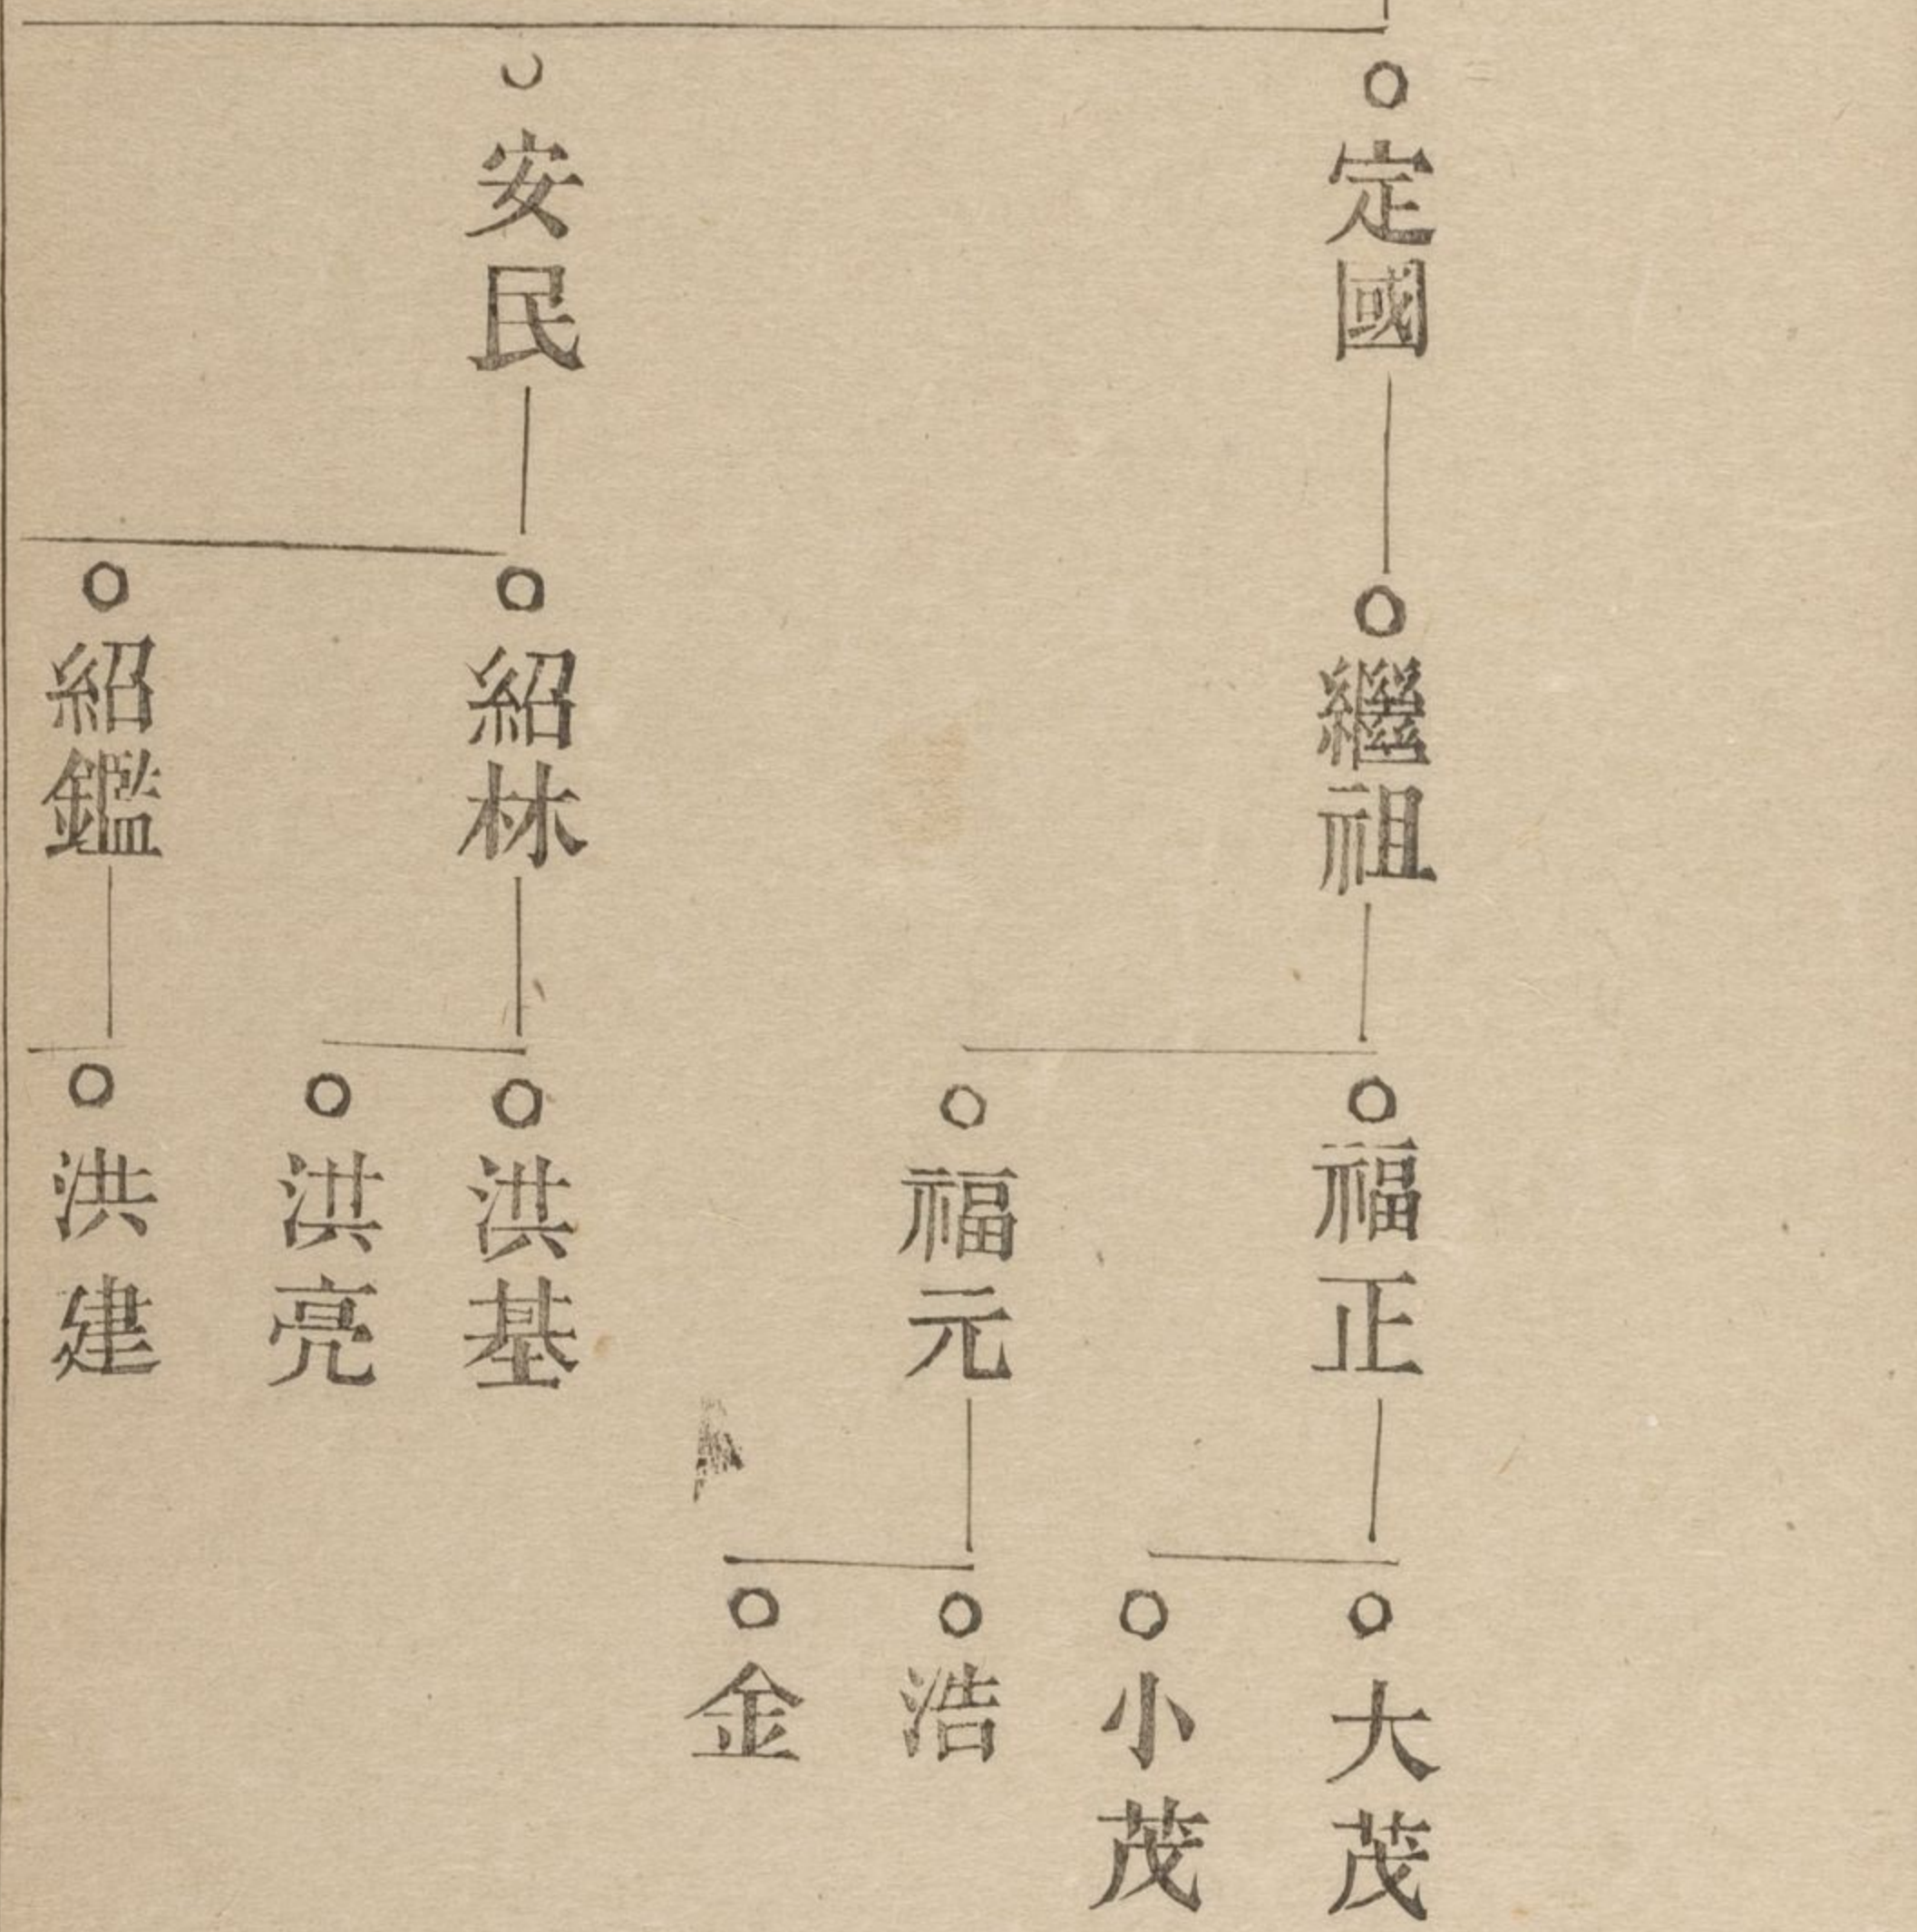 定國
繼祖
福正
大茂
小茂
福元
浩
金
安民
紹林
洪基
洪亮
紹鑑
洪建